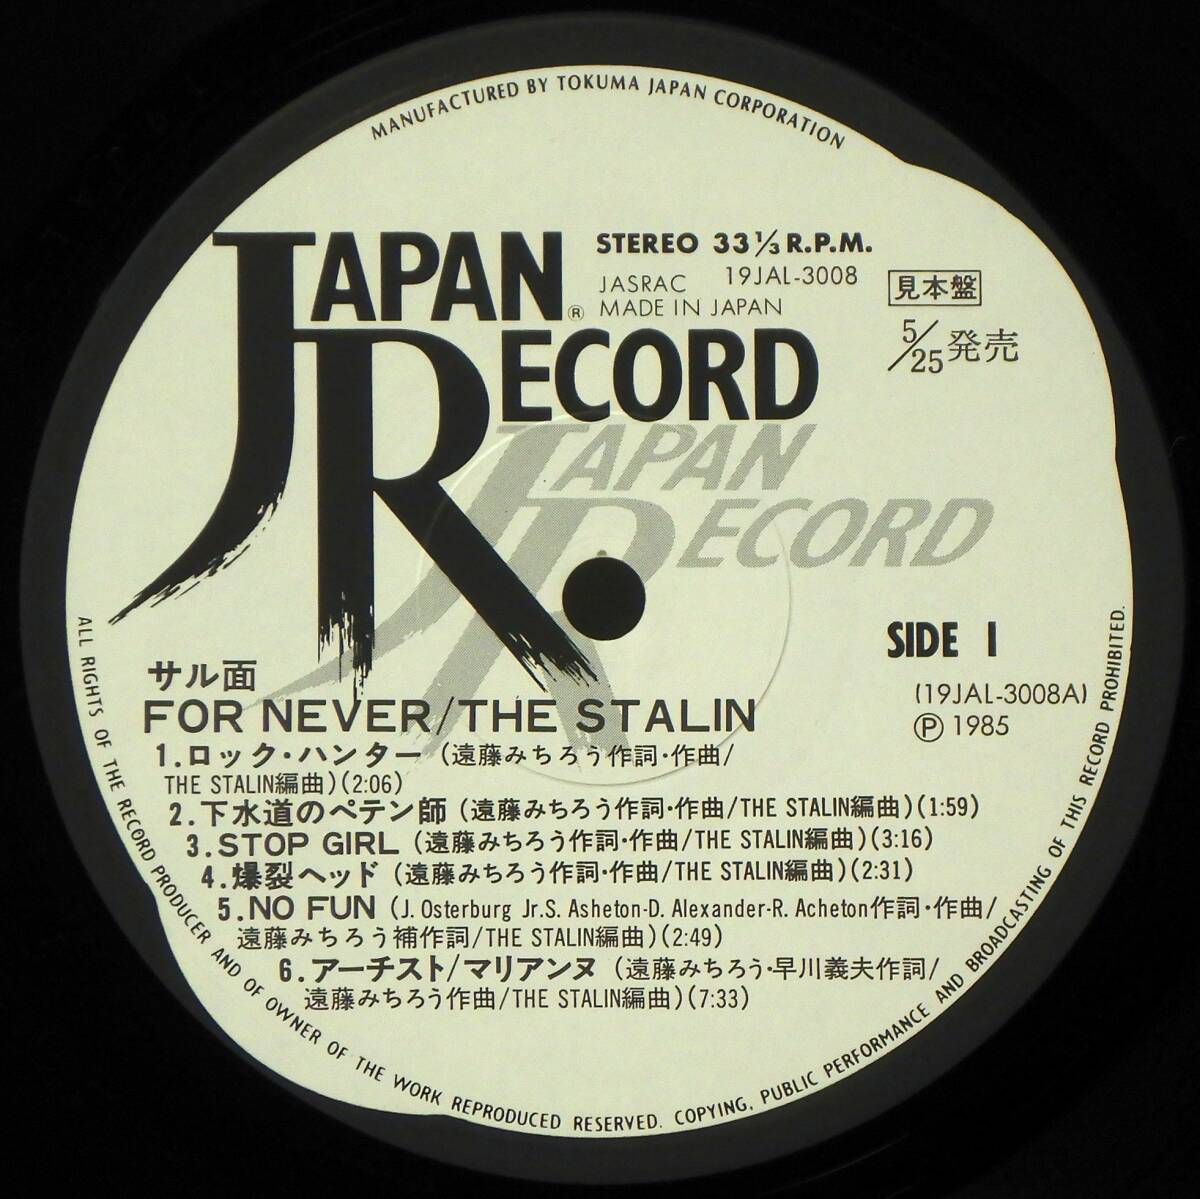 MANUFACTURED BY TOKUMA JAPAN CORPORATION
JAPAN
RECORD
®
STEREO 33 1/3 R.P.M.
JASRAC 19JAL-3008
MADE IN JAPAN
見本盤
5/25発売
JAPAN
RECORD
SIDE 1
(19JAL-3008A)
Ⓟ 1985
サル面
FOR NEVER/THE STALIN
1.ロック・ハンター(遠藤みちろう作詞・作曲/
THE STALIN編曲)(2:06)
2.下水道のペテン師(遠藤みちろう作詞・作曲/THE STALIN編曲)(1:59)
3.STOP GIRL(遠藤みちろう作詞・作曲/THE STALIN編曲)(3:16)
4.爆裂ヘッド(遠藤みちろう作詞・作曲/THE STALIN編曲)(2:31)
5.NO FUN(J. Osterburg Jr.S. Asheton-D. Alexander-R. Acheton作詞・作曲/
遠藤みちろう補作詞/THE STALIN編曲)(2:49)
6.アーチスト/マリアンヌ(遠藤みちろう・早川義夫作詞/
遠藤みちろう作曲/THE STALIN編曲)(7:33)
ALL RIGHTS OF THE RECORD PRODUCER AND OF OWNER OF THE WORK REPRODUCED RESERVED. COPYING, PUBLIC PERFORMANCE AND BROADCASTING OF THIS RECORD PROHIBITED.